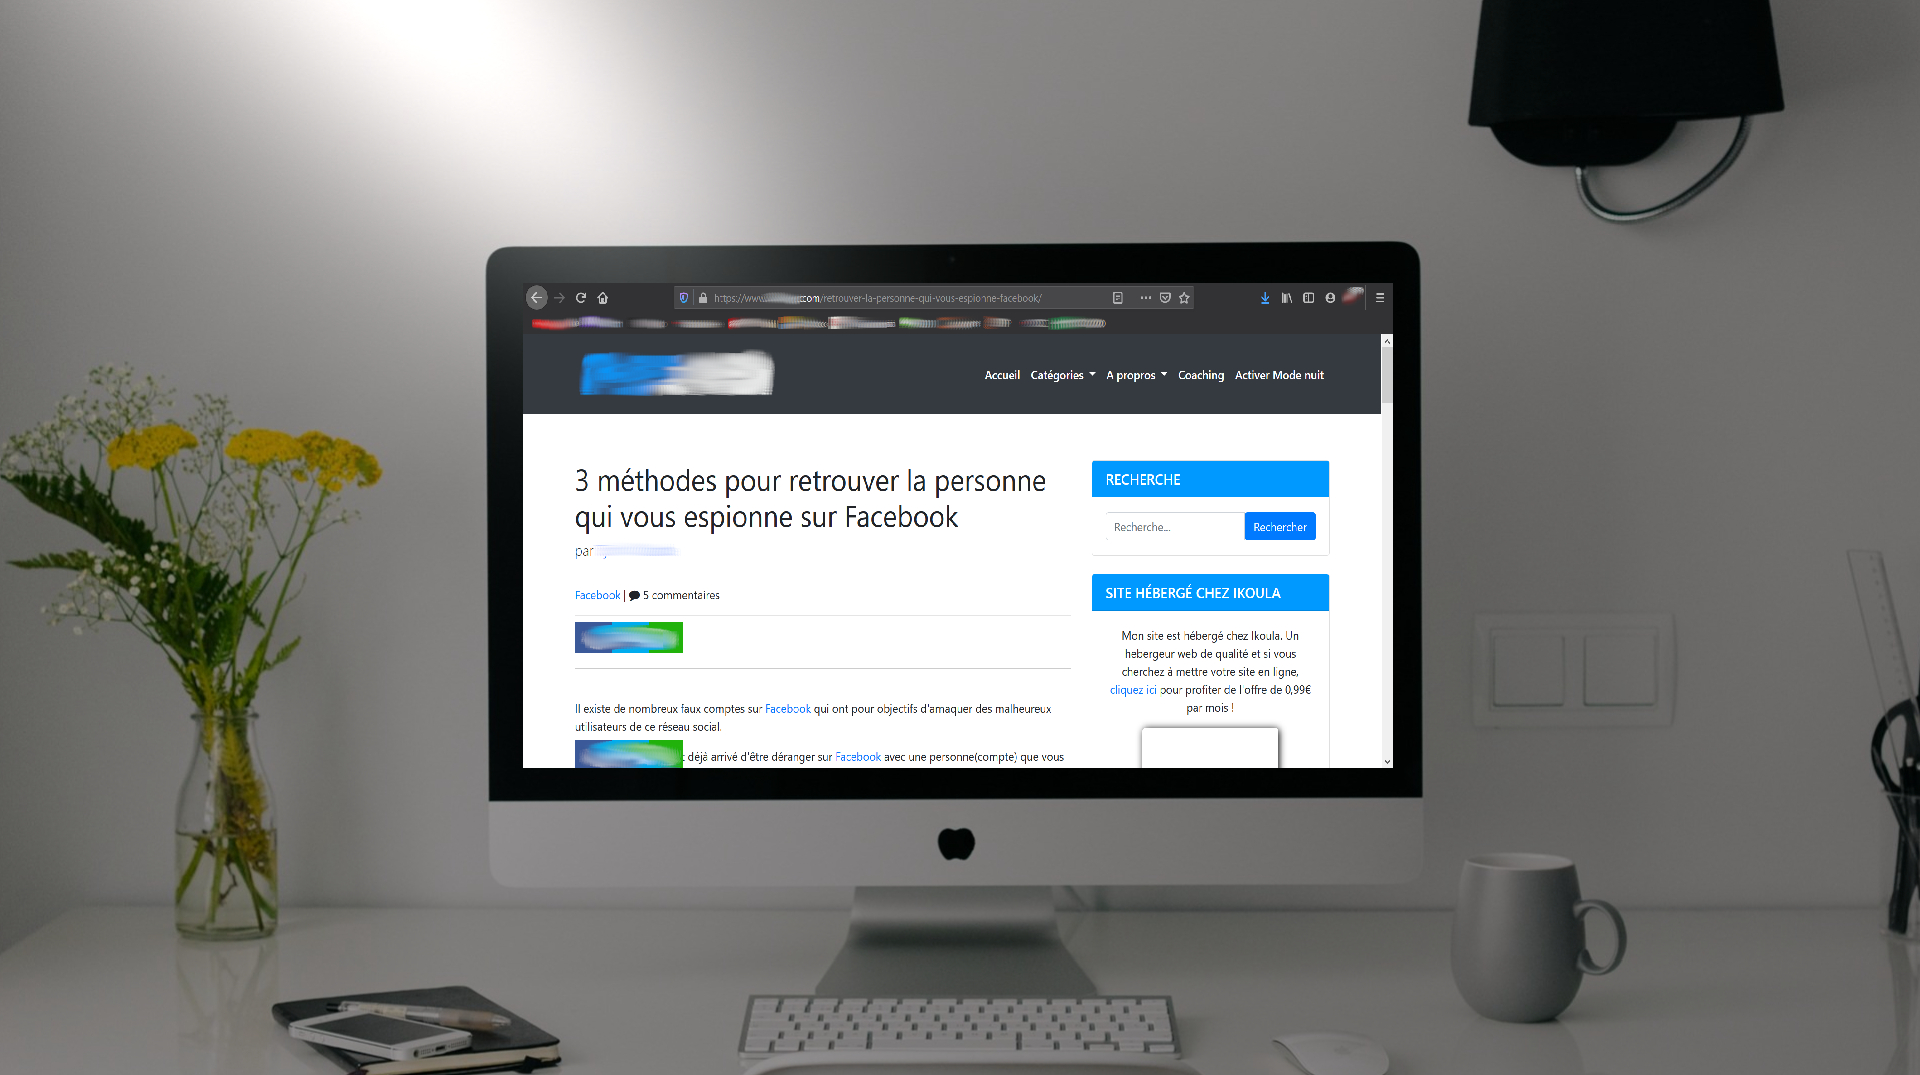 https://www. .com/retrouver-la-personne-qui-vous-espionne-facebook/
Accueil Catégories A propos Coaching Activer Mode nuit
3 méthodes pour retrouver la personne
qui vous espionne sur Facebook
par
Facebook | 5 commentaires
Il existe de nombreux faux comptes sur Facebook qui ont pour objectifs d'arnaquer des malheureux
utilisateurs de ce réseau social.
déjà arrivé d'être déranger sur Facebook avec une personne(compte) que vous
RECHERCHE
Recherche... Rechercher
SITE HÉBERGÉ CHEZ IKOULA
Mon site est hébergé chez Ikoula. Un
hebergeur web de qualité et si vous
cherchez à mettre votre site en ligne,
cliquez ici pour profiter de l'offre de 0,99€
par mois !